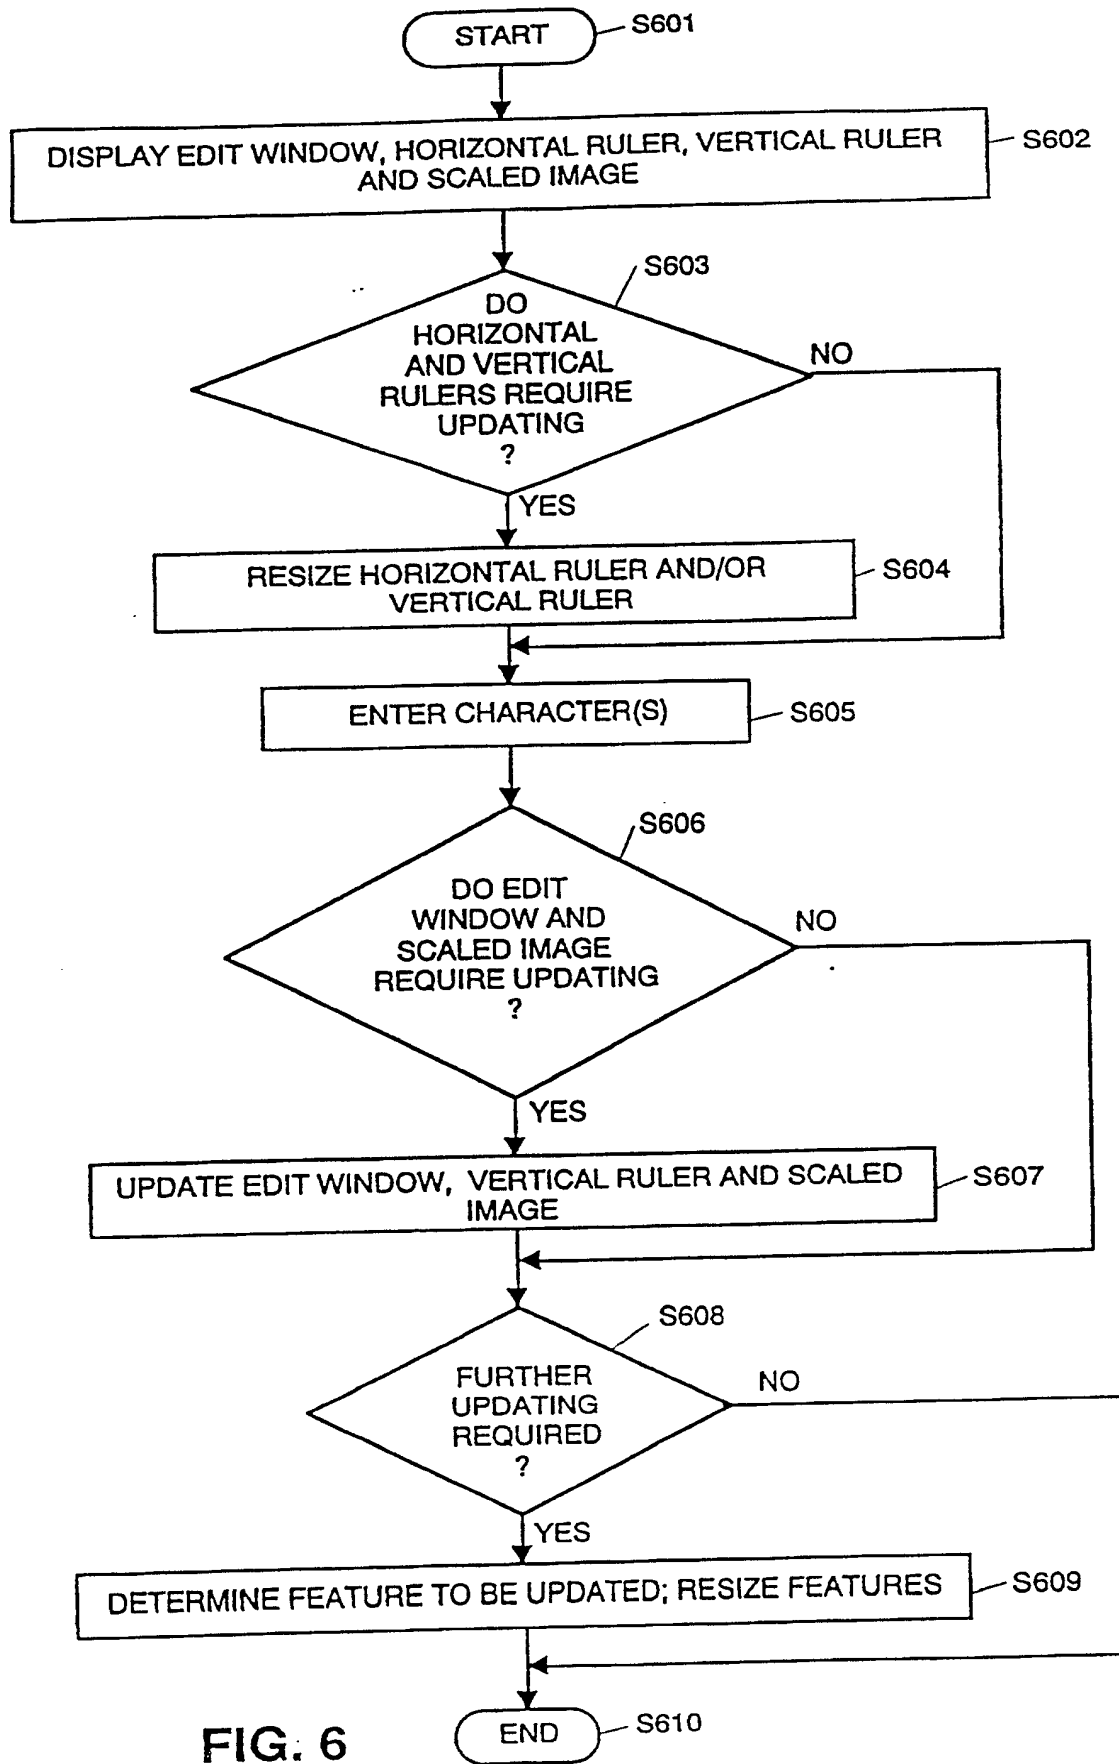 START
S601
DISPLAY EDIT WINDOW, HORIZONTAL RULER, VERTICAL RULER
AND SCALED IMAGE
S602
S603
DO
HORIZONTAL
AND VERTICAL
RULERS REQUIRE
UPDATING
?
NO
YES
RESIZE HORIZONTAL RULER AND/OR
VERTICAL RULER
S604
ENTER CHARACTER(S)
S605
S606
DO EDIT
WINDOW AND
SCALED IMAGE
REQUIRE UPDATING
?
NO
YES
UPDATE EDIT WINDOW, VERTICAL RULER AND SCALED
IMAGE
S607
S608
FURTHER
UPDATING
REQUIRED
?
NO
YES
DETERMINE FEATURE TO BE UPDATED; RESIZE FEATURES
S609
END
S610
FIG. 6